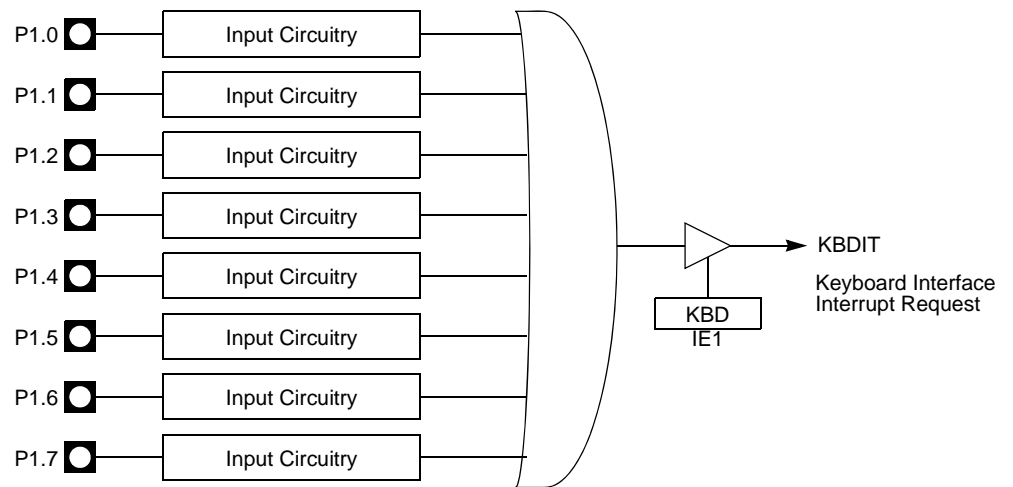 P1.0 Input Circuitry
P1.1 Input Circuitry
P1.2 Input Circuitry
P1.3 Input Circuitry
P1.4 Input Circuitry
P1.5 Input Circuitry
P1.6 Input Circuitry
P1.7 Input Circuitry
KBDIT
Keyboard Interface
Interrupt Request
KBD
IE1